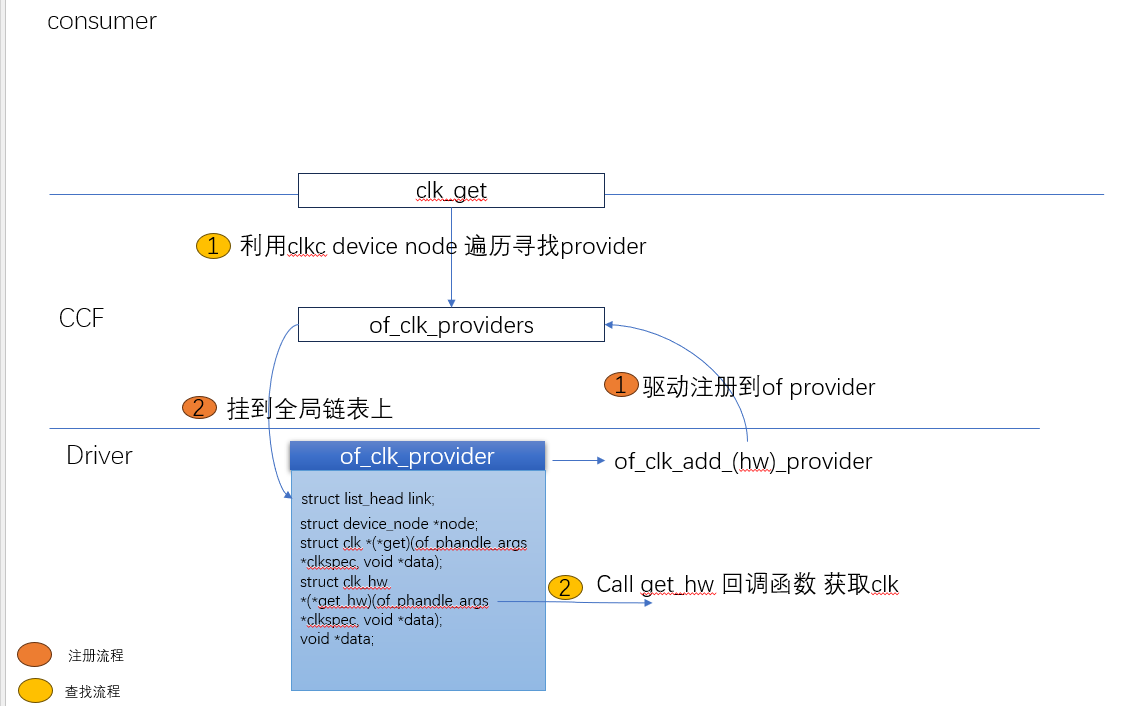 consumer
clk_get
1 利用clkc device node 遍历寻找provider
CCF
of_clk_providers
1 驱动注册到of provider
2 挂到全局链表上
Driver
of_clk_provider
of_clk_add_(hw)_provider
struct list_head link;
struct device_node *node;
struct clk *(*get)(of_phandle_args
*clkspec, void *data);
struct clk_hw
*(*get_hw)(of_phandle_args
*clkspec, void *data);
void *data;
2 Call get_hw 回调函数 获取clk
注册流程
查找流程